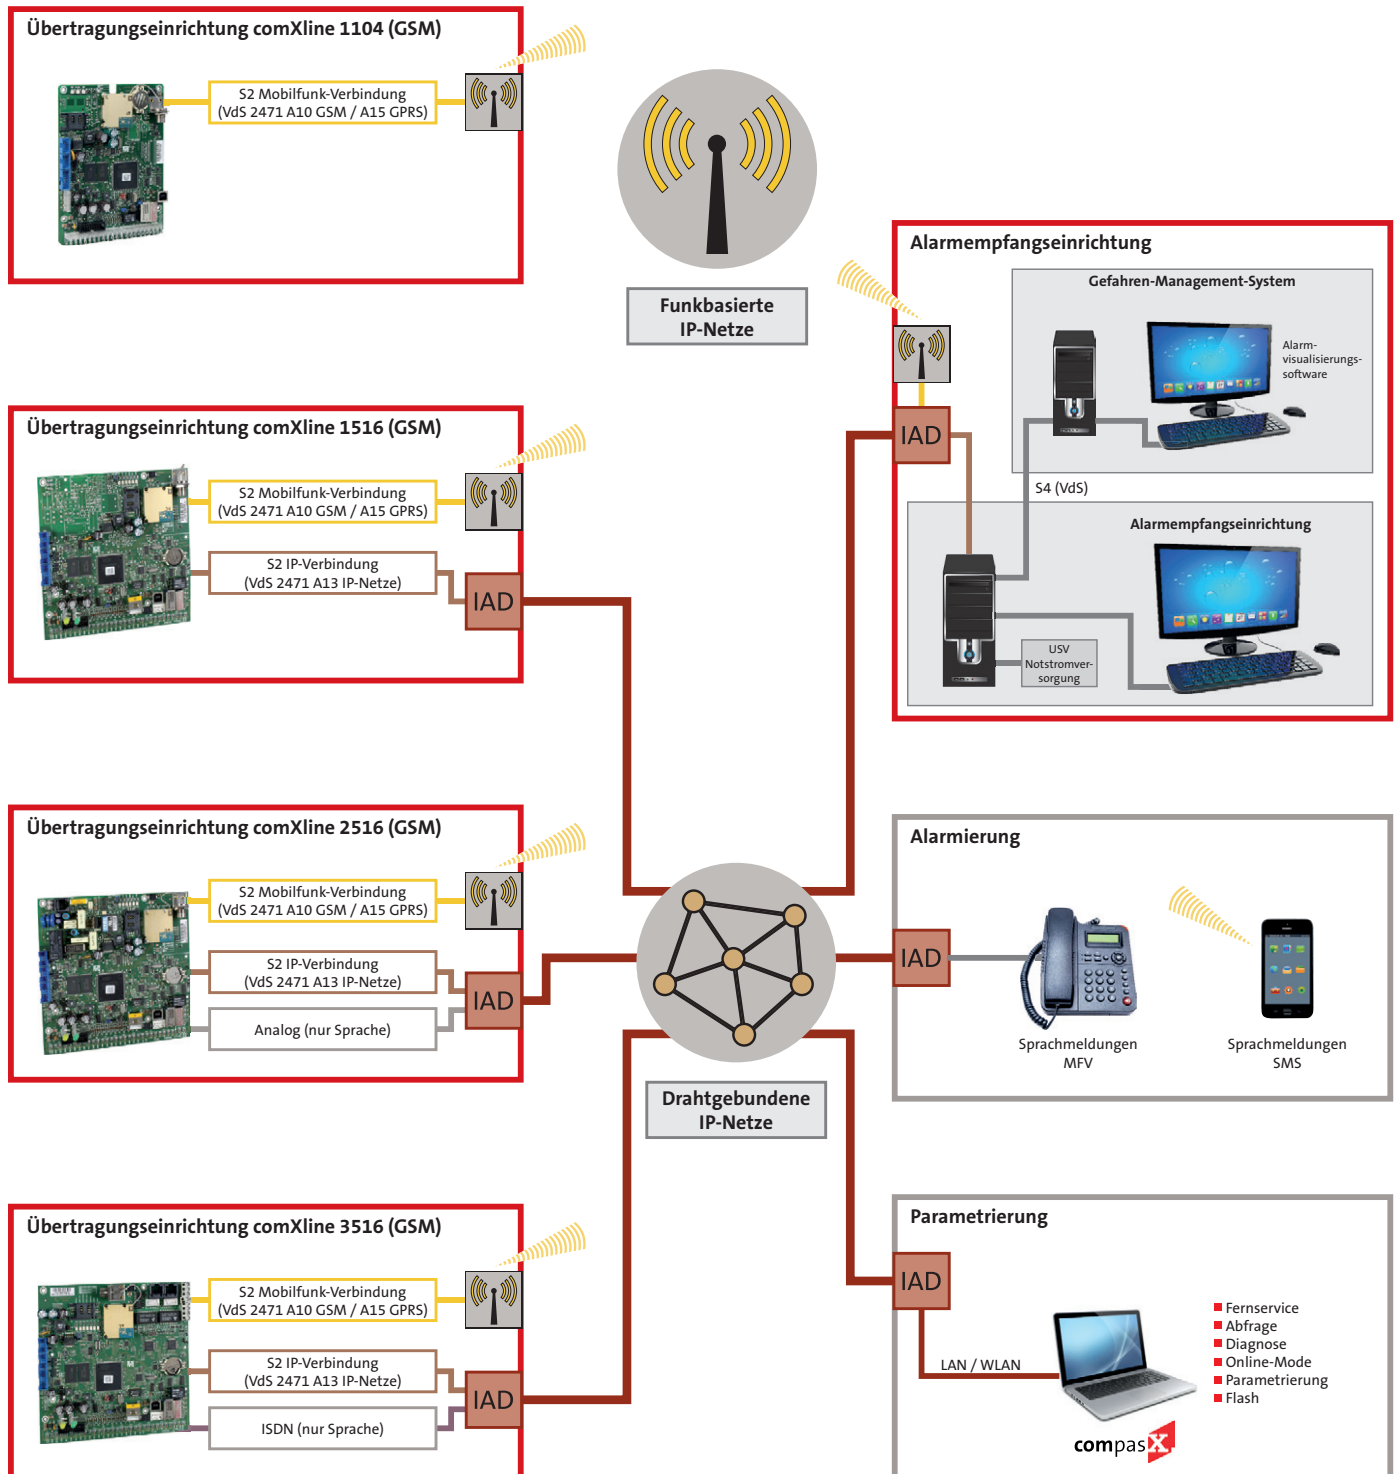 Übertragungseinrichtung comXline 1104 (GSM)
S2 Mobilfunk-Verbindung
(VdS 2471 A10 GSM / A15 GPRS)
Funkbasierte
IP-Netze
Alarmempfangseinrichtung
Gefahren-Management-System
Alarm-
visualisierungs-
software
IAD
S4 (VdS)
Alarmempfangseinrichtung
USV
Notstromver-
sorgung
Übertragungseinrichtung comXline 1516 (GSM)
S2 Mobilfunk-Verbindung
(VdS 2471 A10 GSM / A15 GPRS)
S2 IP-Verbindung
(VdS 2471 A13 IP-Netze)
IAD
Übertragungseinrichtung comXline 2516 (GSM)
S2 Mobilfunk-Verbindung
(VdS 2471 A10 GSM / A15 GPRS)
S2 IP-Verbindung
(VdS 2471 A13 IP-Netze)
Analog (nur Sprache)
IAD
Drahtgebundene
IP-Netze
Alarmierung
IAD
Sprachmeldungen
MFV
Sprachmeldungen
SMS
Übertragungseinrichtung comXline 3516 (GSM)
S2 Mobilfunk-Verbindung
(VdS 2471 A10 GSM / A15 GPRS)
S2 IP-Verbindung
(VdS 2471 A13 IP-Netze)
ISDN (nur Sprache)
IAD
Parametrierung
IAD
LAN / WLAN
Fernservice
Abfrage
Diagnose
Online-Mode
Parametrierung
Flash
compasX